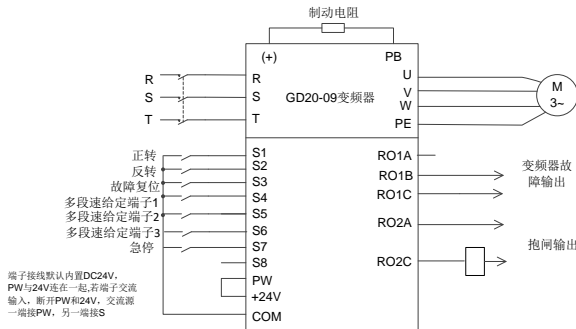 制动电阻
(+)
PB
R
R
U
M
3~
S
S
GD20-09变频器
V
W
T
T
PE
正转
S1
RO1A
反转
S2
变频器故
障输出
故障复位
S3
RO1B
多段速给定端子1
S4
RO1C
多段速给定端子2
S5
RO2A
多段速给定端子3
S6
抱闸输出
急停
S7
S8
RO2C
端子接线默认内置DC24V，
PW与24V连在一起,若端子交流
输入，断开PW和24V，交流源
一端接PW，另一端接S
PW
+24V
COM